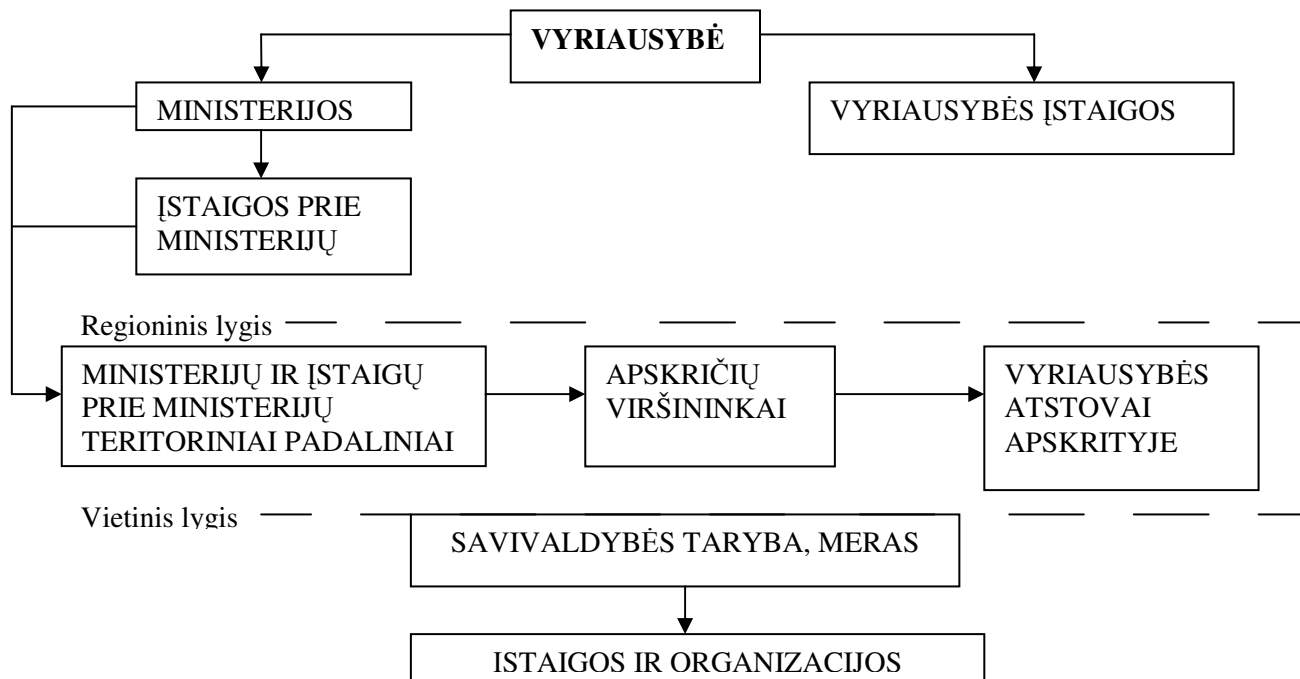 VYRIAUSYBĖ
MINISTERIJOS
VYRIAUSYBĖS ĮSTAIGOS
ĮSTAIGOS PRIE
MINISTERIJŲ
Regioninis lygis
MINISTERIJŲ IR ĮSTAIGŲ
PRIE MINISTERIJŲ
TERITORINIAI PADALINIAI
APSKRIČIŲ
VIRŠININKAI
VYRIAUSYBĖS
ATSTOVAI
APSKRITYJE
Vietinis lygis
SAVIVALDYBĖS TARYBA, MERAS
ISTAIGOS IR ORGANIZACIJOS